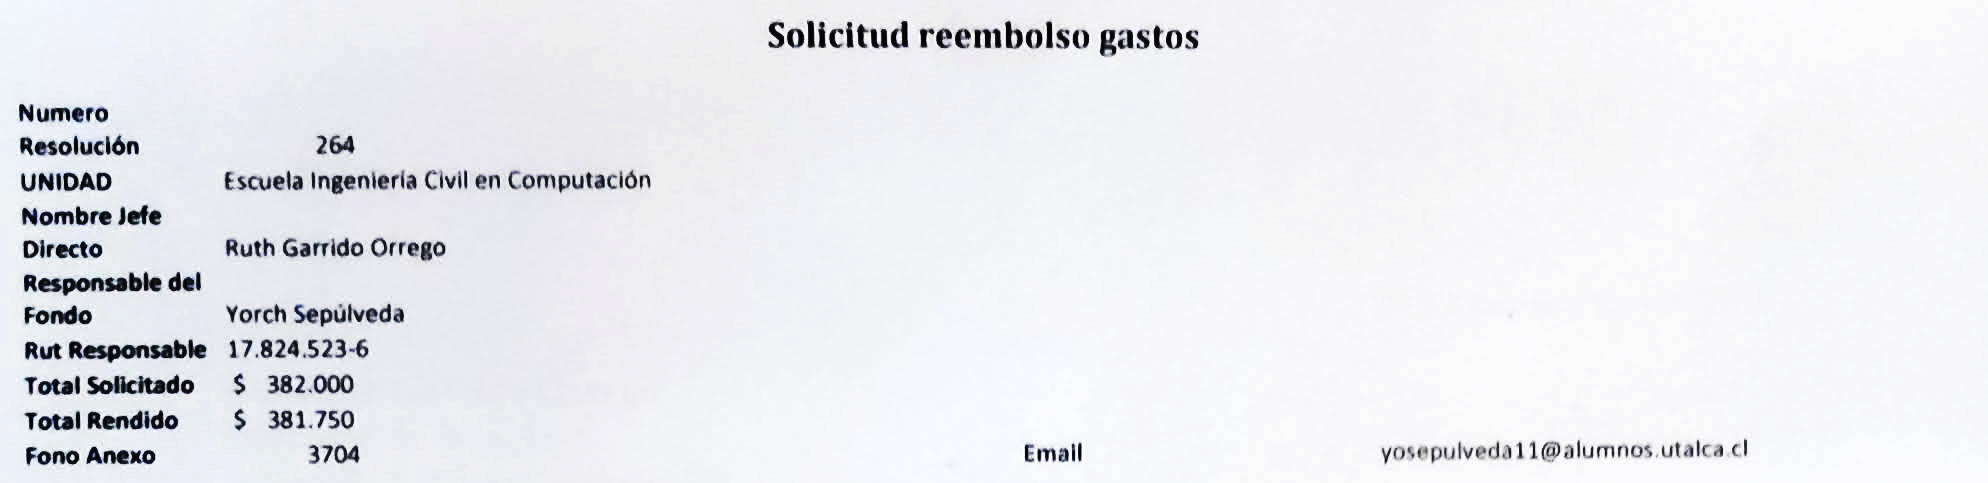 Solicitud reembolso gastos
Numero
Resolución 264
UNIDAD Escuela Ingeniería Civil en Computación
Nombre Jefe
Directo Ruth Garrido Orrego
Responsable del
Fondo Yorch Sepúlveda
Rut Responsable 17.824.523-6
Total Solicitado $ 382.000
Total Rendido $ 381.750
Fono Anexo 3704 Email yosepulveda11@alumnos.utalca.cl